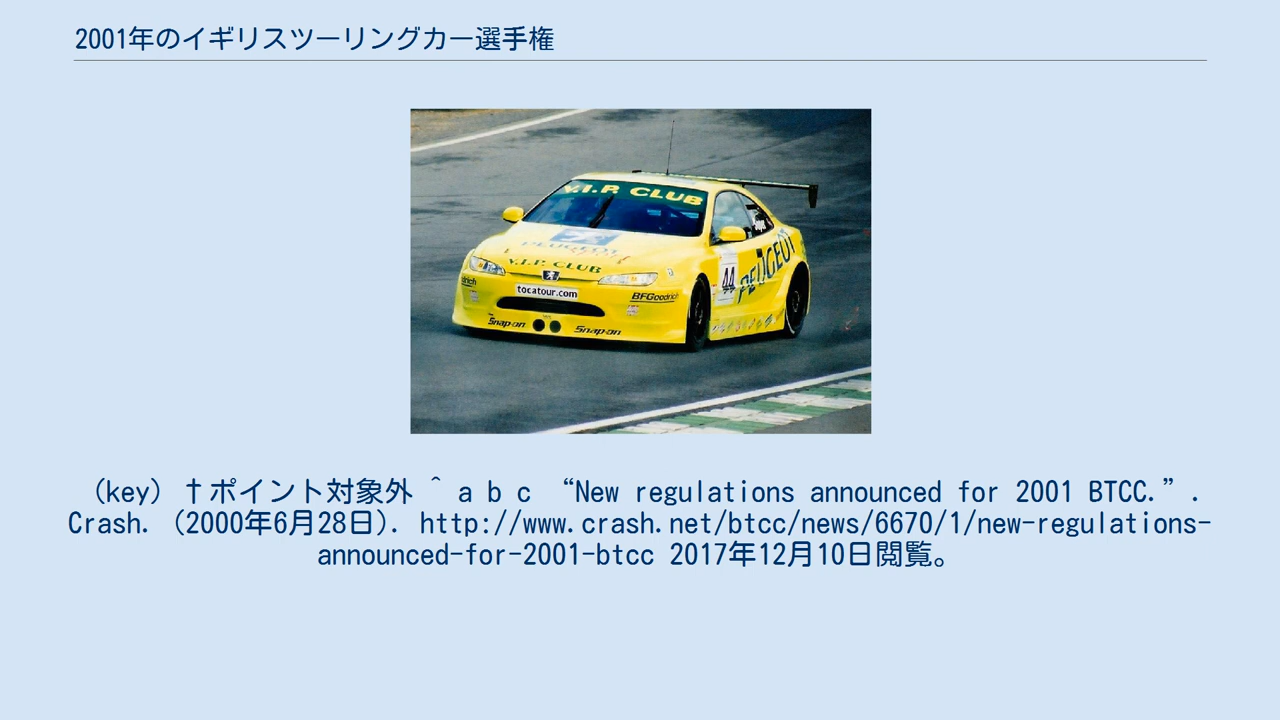 2001年のイギリスツーリングカー選手権
V.I.P. CLUB
PEUGEOT
V.I.P. CLUB
tocatour.com
BFGoodrich
Snap-on
Snap-on
44
PEUGEOT
（key） †ポイント対象外 ^ a b c “New regulations announced for 2001 BTCC.”.
Crash. (2000年6月28日). http://www.crash.net/btcc/news/6670/1/new-regulations-
announced-for-2001-btcc 2017年12月10日閲覧。